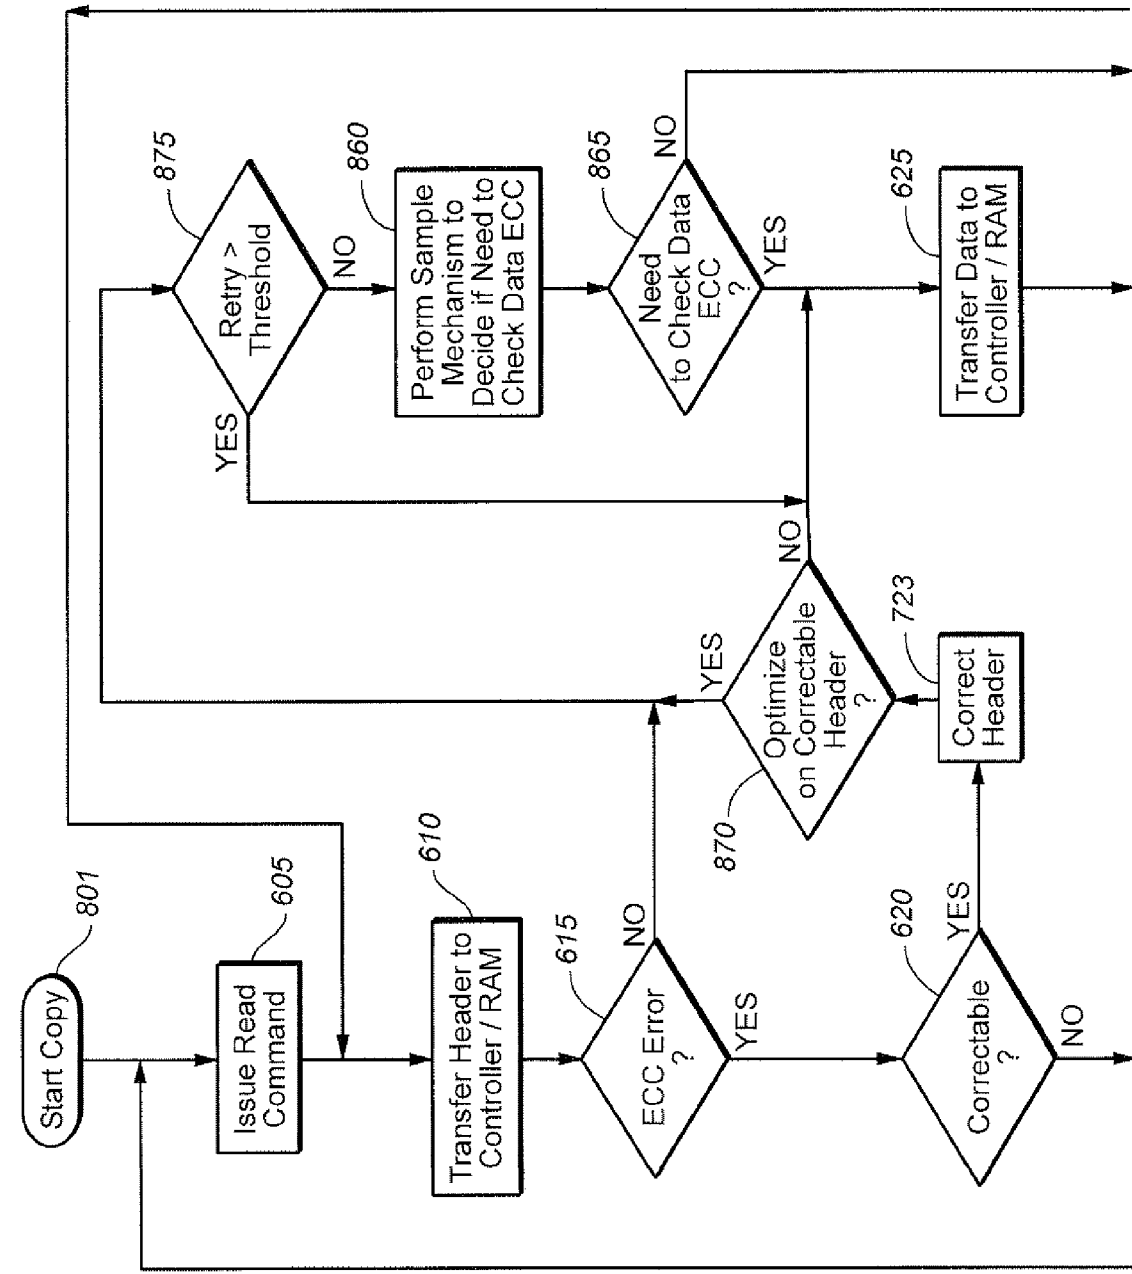 801
Start Copy
605
Issue Read
Command
610
Transfer Header to
Controller / RAM
615
ECC Error
?
NO
YES
620
Correctable
?
YES
NO
723
Correct
Header
870
Optimize
on Correctable
Header
?
YES
NO
875
Retry >
Threshold
YES
NO
860
Perform Sample
Mechanism to
Decide if Need to
Check Data ECC
865
Need
to Check Data
ECC
?
NO
YES
625
Transfer Data to
Controller / RAM